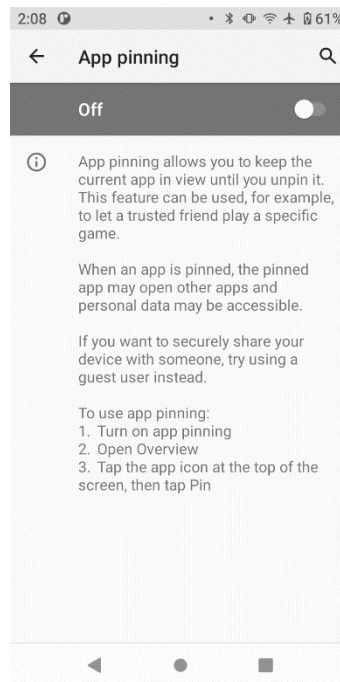 2:08 61%
App pinning
Off
App pinning allows you to keep the
current app in view until you unpin it.
This feature can be used, for example,
to let a trusted friend play a specific
game.
When an app is pinned, the pinned
app may open other apps and
personal data may be accessible.
If you want to securely share your
device with someone, try using a
guest user instead.
To use app pinning:
1. Turn on app pinning
2. Open Overview
3. Tap the app icon at the top of the
screen, then tap Pin